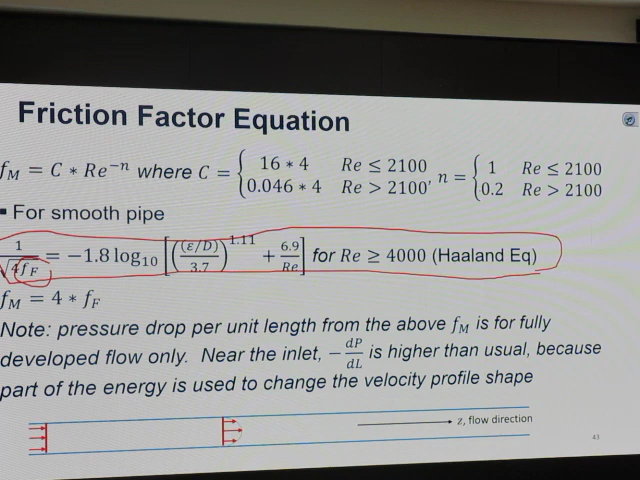 Friction Factor Equation
f_M = C * Re^{-n} where C = { 16 * 4 Re ≤ 2100, 0.046 * 4 Re > 2100 , n = { 1 Re ≤ 2100, 0.2 Re > 2100
▪ For smooth pipe
1/√(4f_F) = −1.8 log₁₀ [((ε/D)/3.7)^{1.11} + 6.9/Re] for Re ≥ 4000 (Haaland Eq)
f_M = 4 * f_F
Note: pressure drop per unit length from the above f_M is for fully
developed flow only. Near the inlet, −dP/dL is higher than usual, because
part of the energy is used to change the velocity profile shape
z, flow direction
43